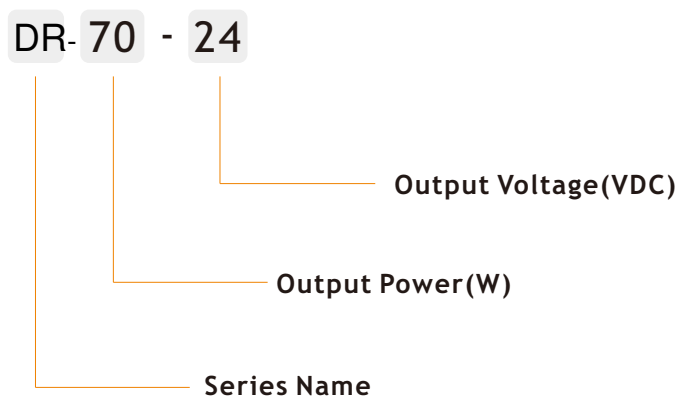 DR-70 - 24
Output Voltage(VDC)
Output Power(W)
Series Name